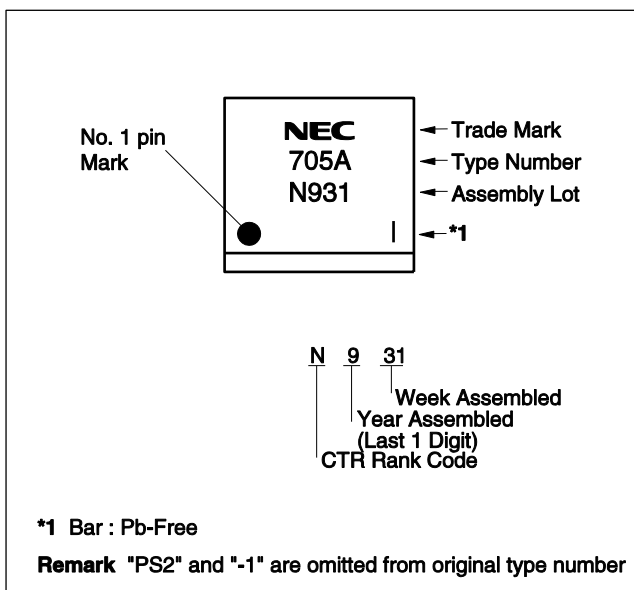 No. 1 pin
Mark
NEC
705A
N931
Trade Mark
Type Number
Assembly Lot
*1
N 9 31
Week Assembled
Year Assembled
(Last 1 Digit)
CTR Rank Code
*1 Bar : Pb-Free
Remark "PS2" and "-1" are omitted from original type number